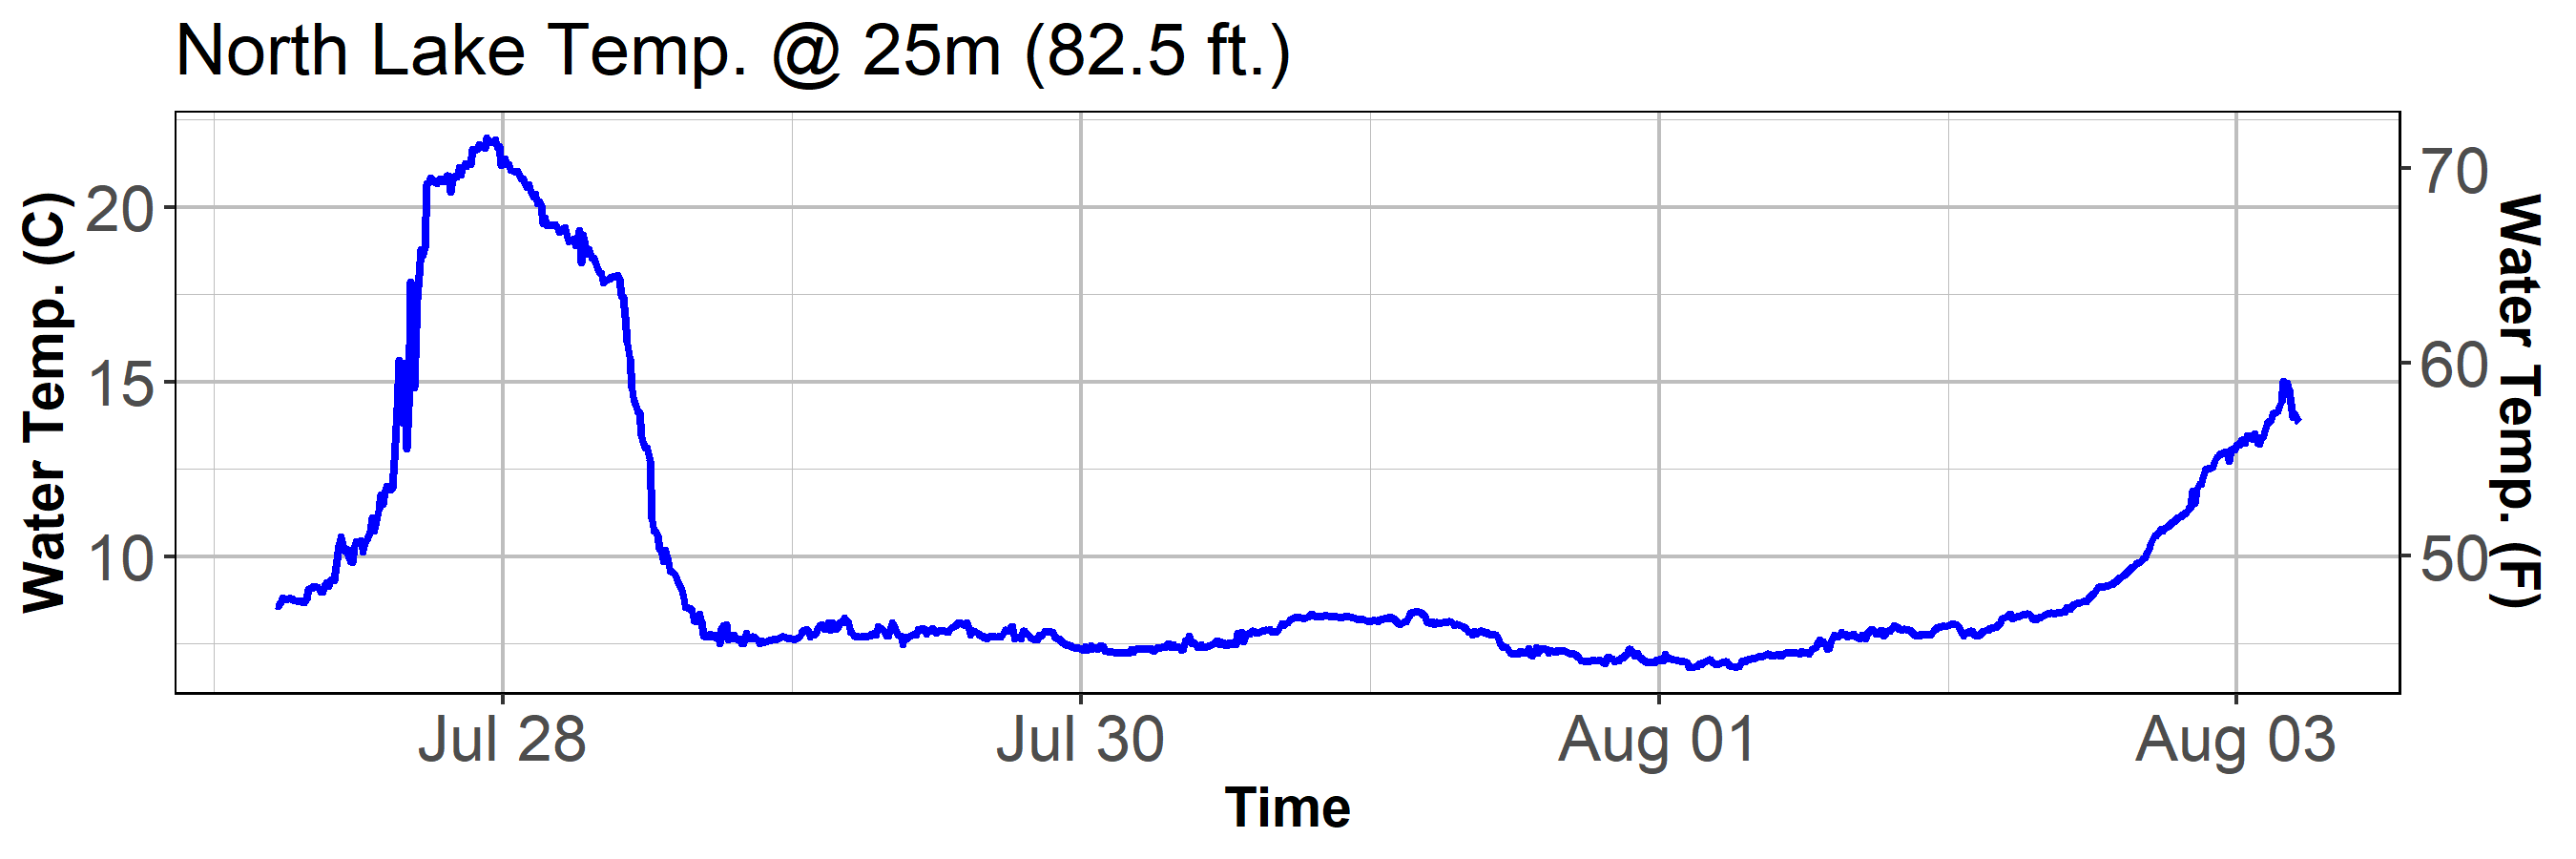 North Lake Temp. @ 25m (82.5 ft.)
Water Temp. (C)
20
15
10
70
60
50
Water Temp. (F)
Jul 28
Jul 30
Aug 01
Aug 03
Time